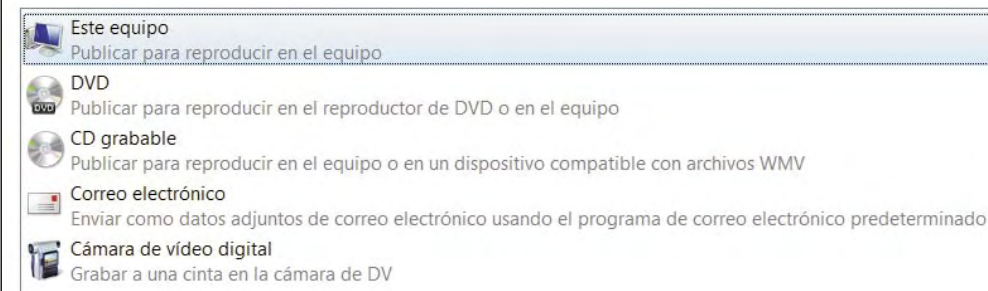 Este equipo
Publicar para reproducir en el equipo
DVD
DVD
Publicar para reproducir en el reproductor de DVD o en el equipo
CD grabable
Publicar para reproducir en el equipo o en un dispositivo compatible con archivos WMV
Correo electrónico
Enviar como datos adjuntos de correo electrónico usando el programa de correo electrónico predeterminado
Cámara de vídeo digital
Grabar a una cinta en la cámara de DV